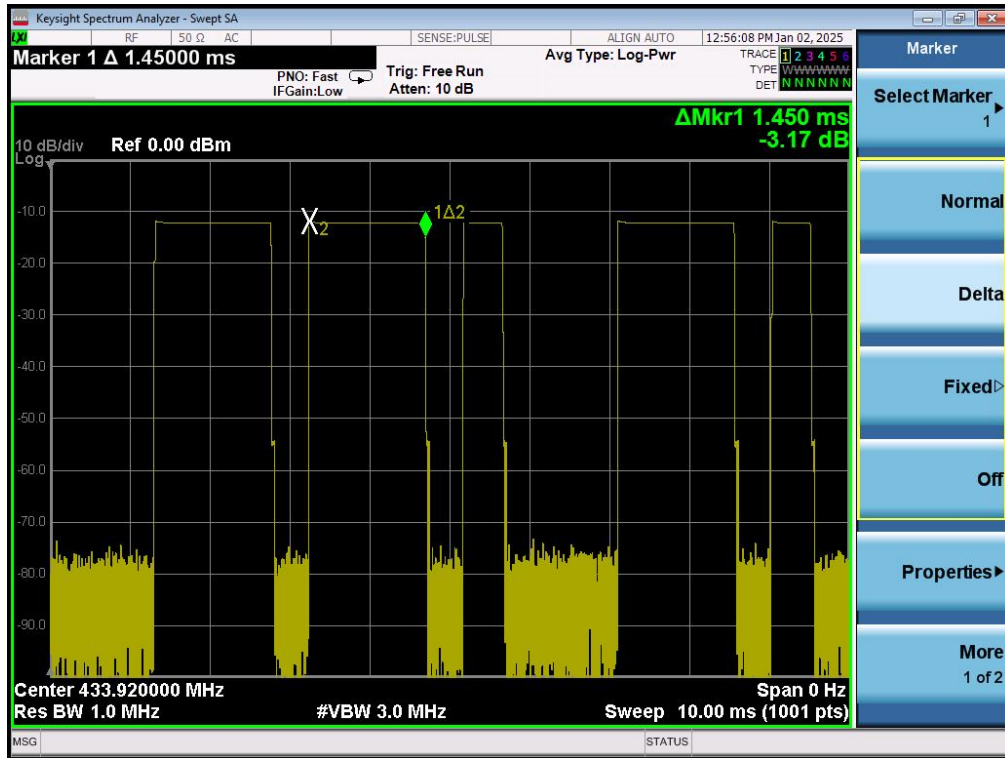 Keysight Spectrum Analyzer - Swept SA
LXI RF 50 Ω AC SENSE:PULSE ALIGN AUTO 12:56:08 PM Jan 02, 2025
Marker 1 Δ 1.45000 ms
PNO: Fast
IFGain:Low
Trig: Free Run
Atten: 10 dB
Avg Type: Log-Pwr
TRACE 1 2 3 4 5 6
TYPE WWWWWW
DET N N N N N N
ΔMkr1 1.450 ms
-3.17 dB
10 dB/div Ref 0.00 dBm
Log
-10.0
-20.0
-30.0
-40.0
-50.0
-60.0
-70.0
-80.0
-90.0
X2
1Δ2
Center 433.920000 MHz
Span 0 Hz
Res BW 1.0 MHz
#VBW 3.0 MHz
Sweep 10.00 ms (1001 pts)
MSG
STATUS
Marker
Select Marker
1
Normal
Delta
Fixed
Off
Properties
More
1 of 2